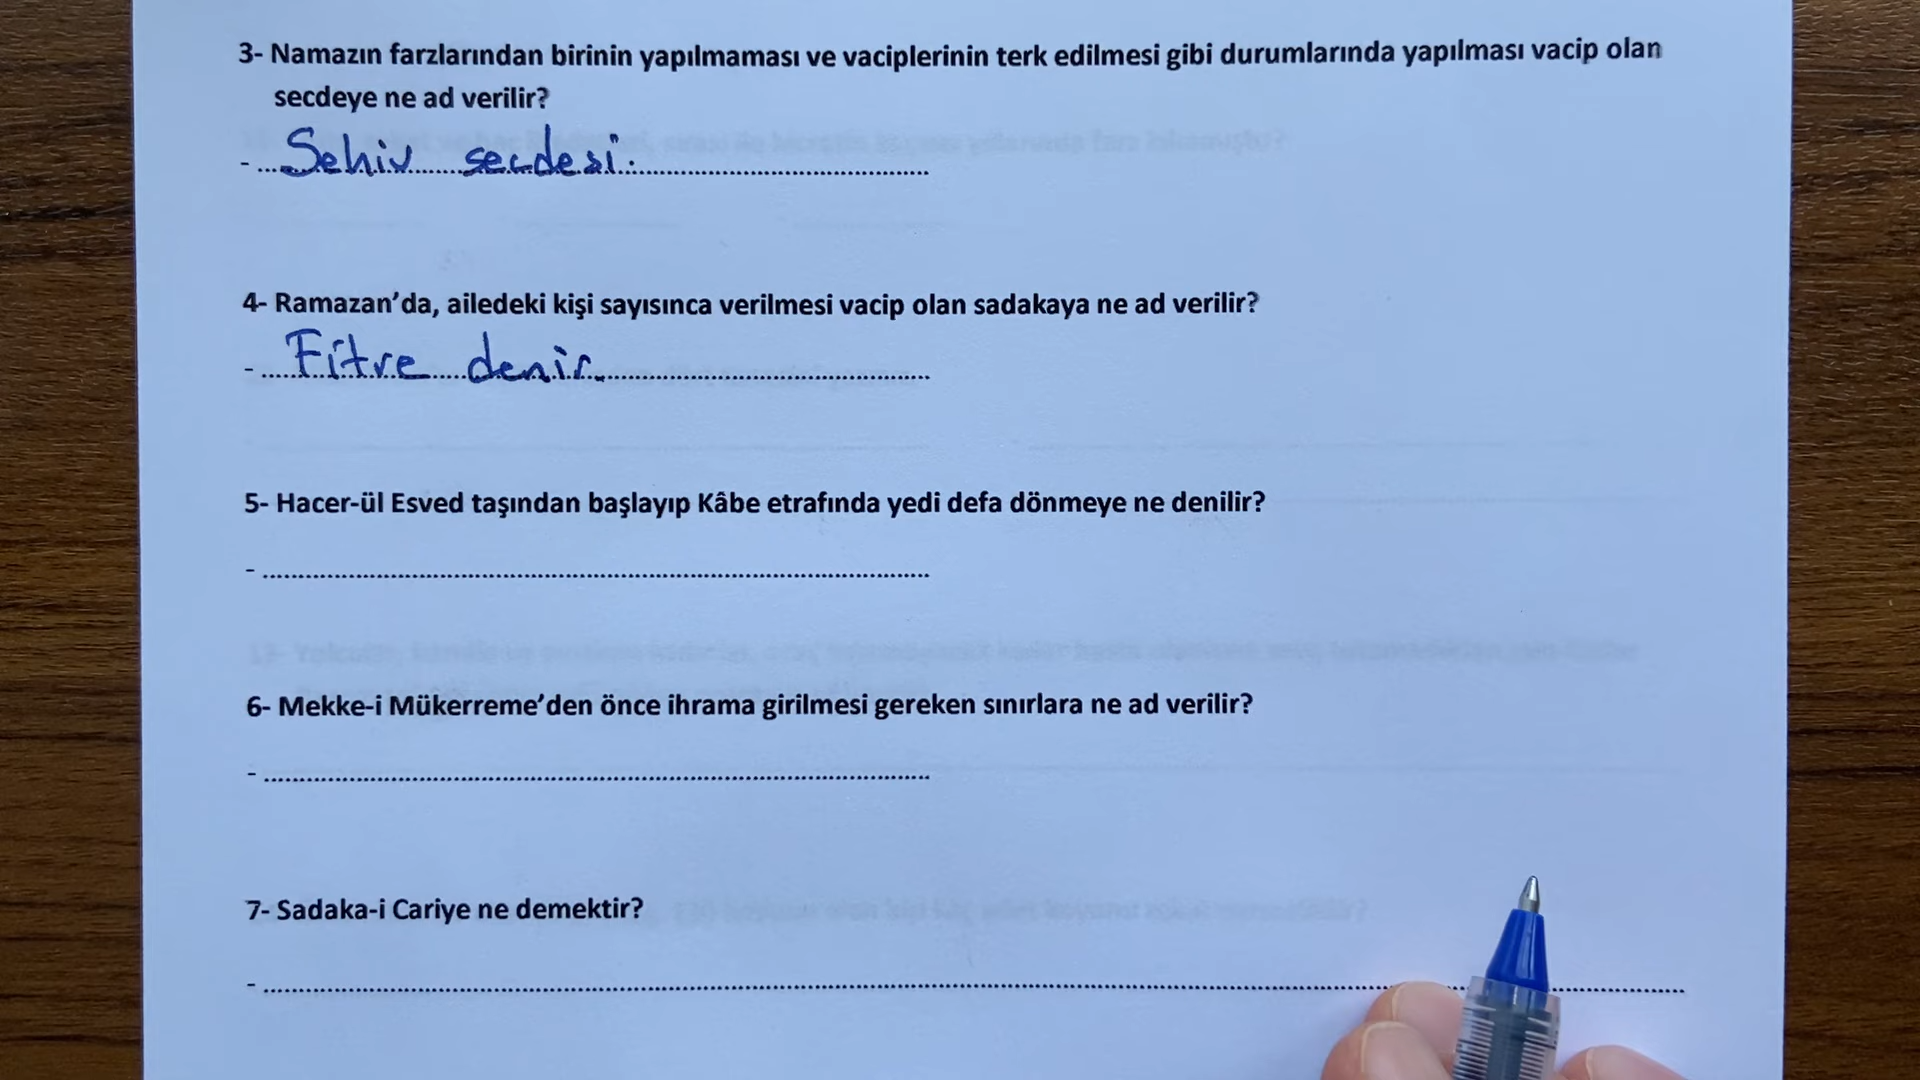 3- Namazın farzlarından birinin yapılmaması ve vaciplerinin terk edilmesi gibi durumlarında yapılması vacip olan
secdeye ne ad verilir?
- Sehiv secdesi.
4- Ramazan’da, ailedeki kişi sayısınca verilmesi vacip olan sadakaya ne ad verilir?
- Fitre denir.
5- Hacer-ül Esved taşından başlayıp Kâbe etrafında yedi defa dönmeye ne denilir?
-
6- Mekke-i Mükerreme’den önce ihrama girilmesi gereken sınırlara ne ad verilir?
-
7- Sadaka-i Cariye ne demektir?
-